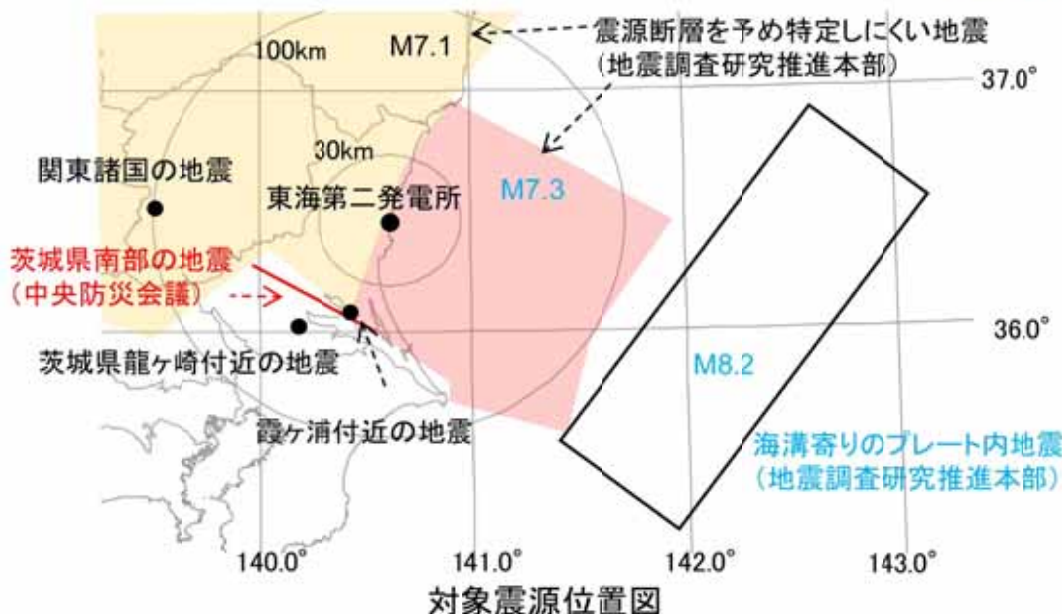 震源断層を予め特定しにくい地震
(地震調査研究推進本部)
100km
M7.1
37.0°
30km
関東諸国の地震
東海第二発電所
M7.3
茨城県南部の地震
(中央防災会議)
36.0°
茨城県龍ヶ崎付近の地震
M8.2
霞ヶ浦付近の地震
海溝寄りのプレート内地震
(地震調査研究推進本部)
140.0°
141.0°
142.0°
143.0°
対象震源位置図